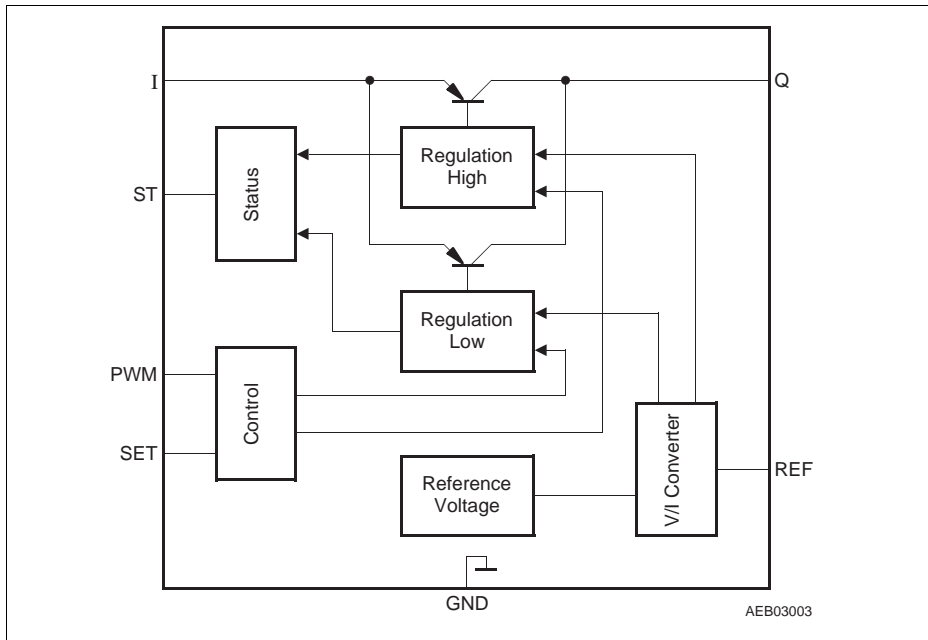 I
Q
Regulation
High
Status
ST
Regulation
Low
PWM
Control
SET
Reference
Voltage
V/I Converter
REF
GND
AEB03003